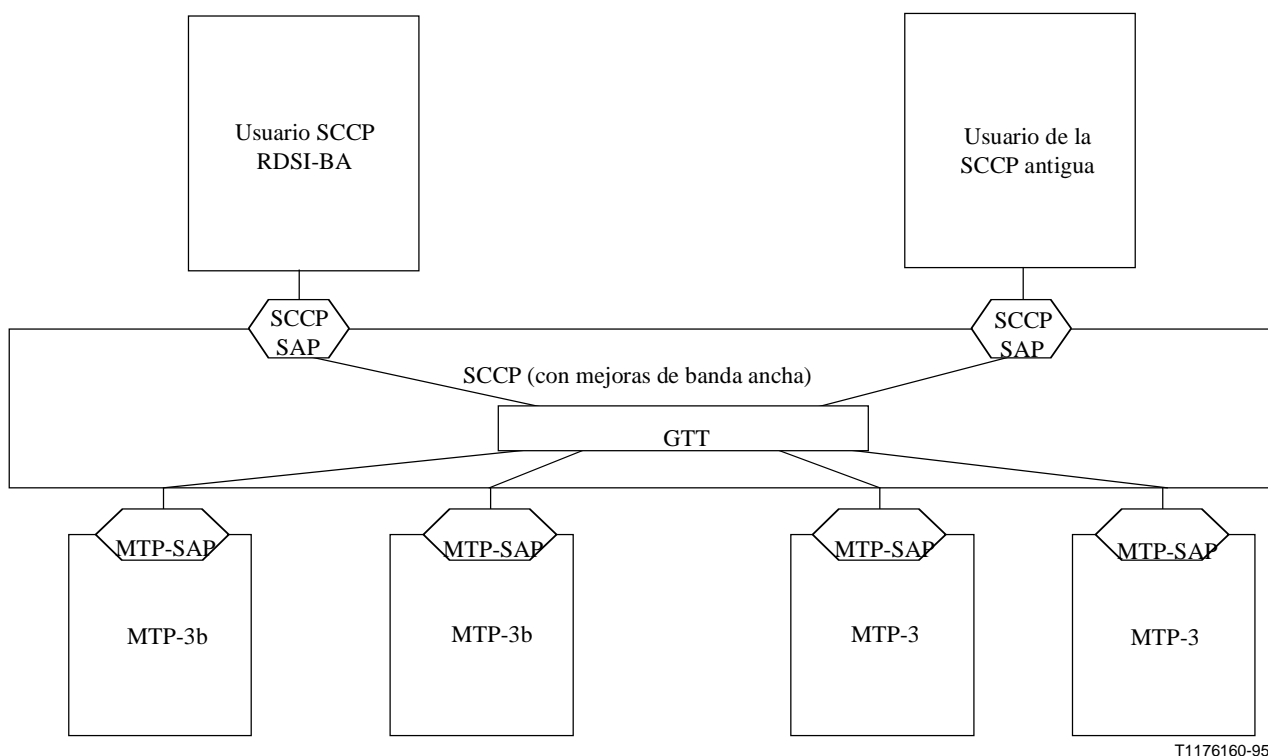 Usuario SCCP
RDSI-BA
Usuario de la
SCCP antigua
SCCP
SAP
SCCP
SAP
SCCP (con mejoras de banda ancha)
GTT
MTP-SAP
MTP-SAP
MTP-SAP
MTP-SAP
MTP-3b
MTP-3b
MTP-3
MTP-3
T1176160-95